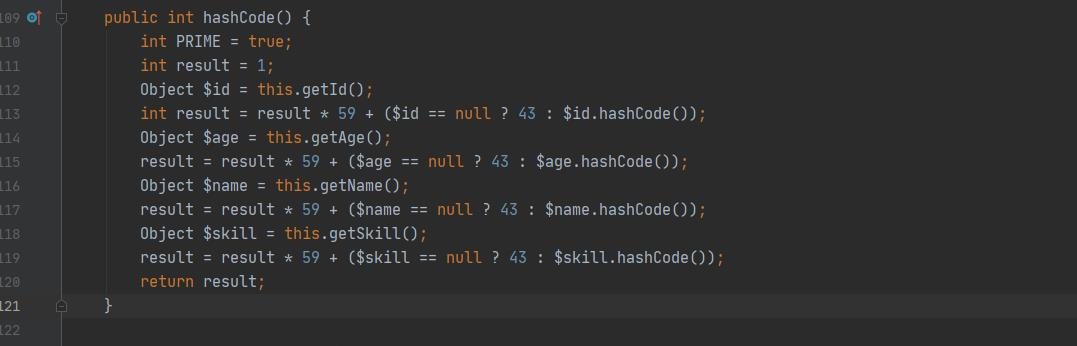 109 public int hashCode() {
110 int PRIME = true;
111 int result = 1;
112 Object $id = this.getId();
113 int result = result * 59 + ($id == null ? 43 : $id.hashCode());
114 Object $age = this.getAge();
115 result = result * 59 + ($age == null ? 43 : $age.hashCode());
116 Object $name = this.getName();
117 result = result * 59 + ($name == null ? 43 : $name.hashCode());
118 Object $skill = this.getSkill();
119 result = result * 59 + ($skill == null ? 43 : $skill.hashCode());
120 return result;
121 }
122